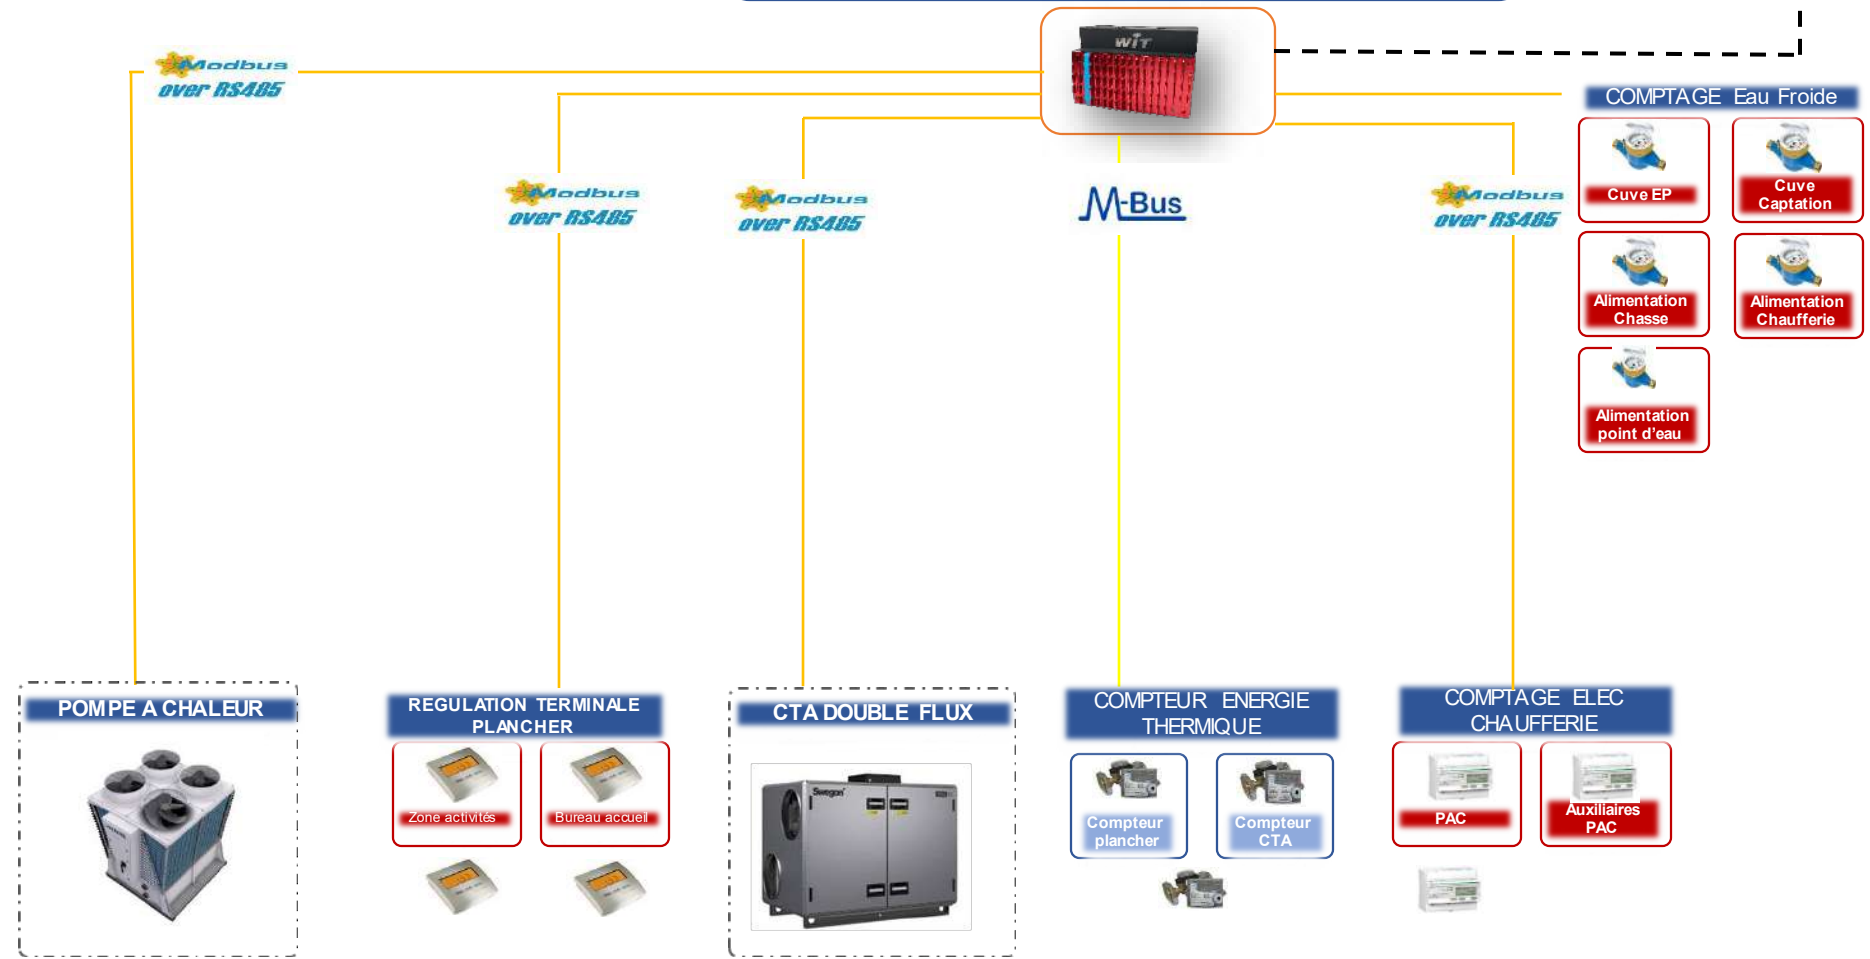 wit
Modbus
over RS485
COMPTAGE Eau Froide
Modbus
over RS485
Modbus
over RS485
M-Bus
Modbus
over RS485
Cuve EP
Cuve
Captation
Alimentation
Chasse
Alimentation
Chaufferie
Alimentation
point d'eau
POMPE A CHALEUR
REGULATION TERMINALE
PLANCHER
CTA DOUBLE FLUX
COMPTEUR ENERGIE
THERMIQUE
COMPTAGE ELEC
CHAUFFERIE
Zone activités
Bureau accueil
Swegon
Compteur
plancher
Compteur
CTA
PAC
Auxiliaires
PAC